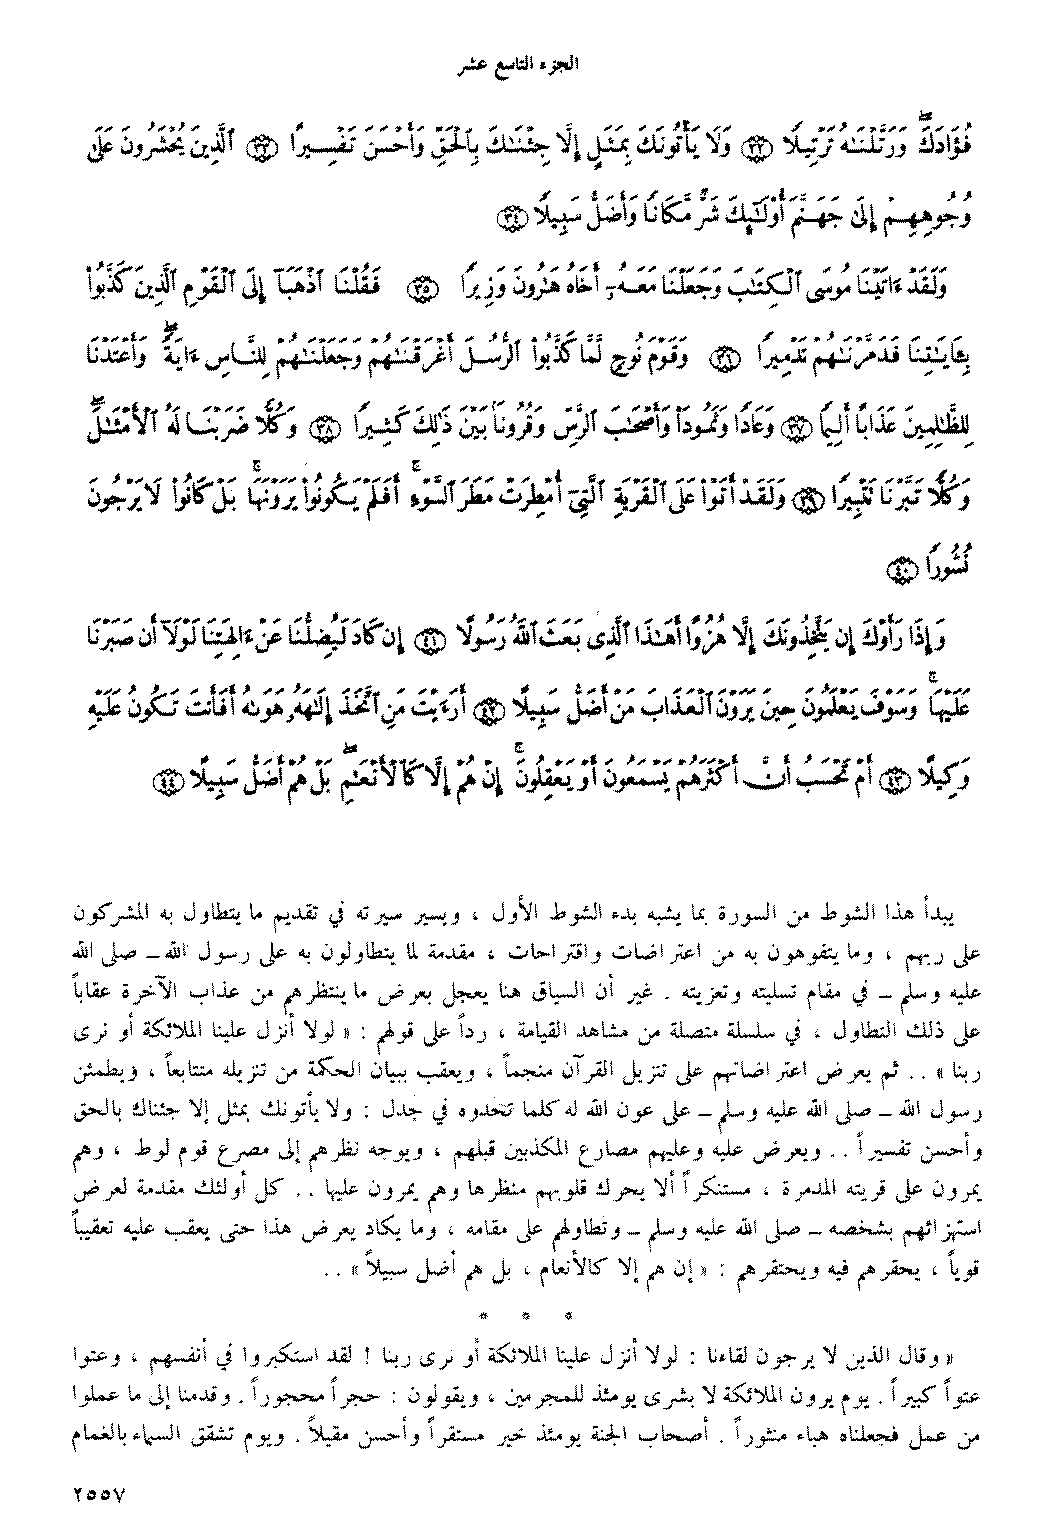 الجزء التاسع عشر
فُؤَادَكَ ۖ وَرَتَّلْنَٰهُ تَرْتِيلًا ٣٢ وَلَا يَأْتُونَكَ بِمَثَلٍ إِلَّا جِئْنَٰكَ بِالْحَقِّ وَأَحْسَنَ تَفْسِيرًا ٣٣ ٱلَّذِينَ يُحْشَرُونَ عَلَىٰ
وُجُوهِهِمْ إِلَىٰ جَهَنَّمَ أُوْلَٰٓئِكَ شَرٌّ مَّكَانًا وَأَضَلُّ سَبِيلًا ٣٤
وَلَقَدْ ءَاتَيْنَا مُوسَى ٱلْكِتَٰبَ وَجَعَلْنَا مَعَهُۥٓ أَخَاهُ هَٰرُونَ وَزِيرًا ٣٥ فَقُلْنَا ٱذْهَبَآ إِلَى ٱلْقَوْمِ ٱلَّذِينَ كَذَّبُواْ
بِـَٔايَٰتِنَا فَدَمَّرْنَٰهُمْ تَدْمِيرًا ٣٦ وَقَوْمَ نُوحٍ لَّمَّا كَذَّبُواْ ٱلرُّسُلَ أَغْرَقْنَٰهُمْ وَجَعَلْنَٰهُمْ لِلنَّاسِ ءَايَةً ۖ وَأَعْتَدْنَا
لِلظَّٰلِمِينَ عَذَابًا أَلِيمًا ٣٧ وَعَادًا وَثَمُودَاْ وَأَصْحَٰبَ ٱلرَّسِّ وَقُرُونًۢا بَيْنَ ذَٰلِكَ كَثِيرًا ٣٨ وَكُلًّا ضَرَبْنَا لَهُ ٱلْأَمْثَٰلَ ۖ
وَكُلًّا تَبَّرْنَا تَتْبِيرًا ٣٩ وَلَقَدْ أَتَوْاْ عَلَى ٱلْقَرْيَةِ ٱلَّتِىٓ أُمْطِرَتْ مَطَرَ ٱلسَّوْءِ ۚ أَفَلَمْ يَكُونُواْ يَرَوْنَهَا ۚ بَلْ كَانُواْ لَا يَرْجُونَ
نُشُورًا ٤٠
وَإِذَا رَأَوْكَ إِن يَتَّخِذُونَكَ إِلَّا هُزُوًا أَهَٰذَا ٱلَّذِى بَعَثَ ٱللَّهُ رَسُولًا ٤١ إِن كَادَ لَيُضِلُّنَا عَنْ ءَالِهَتِنَا لَوْلَآ أَن صَبَرْنَا
عَلَيْهَا ۚ وَسَوْفَ يَعْلَمُونَ حِينَ يَرَوْنَ ٱلْعَذَابَ مَنْ أَضَلُّ سَبِيلًا ٤٢ أَرَءَيْتَ مَنِ ٱتَّخَذَ إِلَٰهَهُۥ هَوَىٰهُ أَفَأَنتَ تَكُونُ عَلَيْهِ
وَكِيلًا ٤٣ أَمْ تَحْسَبُ أَنَّ أَكْثَرَهُمْ يَسْمَعُونَ أَوْ يَعْقِلُونَ ۚ إِنْ هُمْ إِلَّا كَٱلْأَنْعَٰمِ ۖ بَلْ هُمْ أَضَلُّ سَبِيلًا ٤٤
يبدأ هذا الشوط من السورة بما يشبه بدء الشوط الأول ، ويسير سيرته في تقديم ما يتطاول به المشركون
على ربهم ، وما يتفوهون به من اعتراضات واقتراحات ، مقدمة لما يتطاولون به على رسول الله ــ صلى الله
عليه وسلم ــ في مقام تسليته وتعزيته . غير أن السياق هنا يعجل بعرض ما ينتظرهم من عذاب الآخرة عقاباً
على ذلك التطاول ، في سلسلة متصلة من مشاهد القيامة ، رداً على قولهم : « لولا أنزل علينا الملائكة أو نرى
ربنا » .. ثم يعرض اعتراضاتهم على تنزيل القرآن منجماً ، ويعقب ببيان الحكمة من تنزيله متتابعاً ، ويطمئن
رسول الله ــ صلى الله عليه وسلم ــ على عون الله له كلما تحدوه في جدل : ولا يأتونك بمثل إلا جئناك بالحق
وأحسن تفسيراً .. ويعرض عليه وعليهم مصارع المكذبين قبلهم ، ويوجه نظرهم إلى مصرع قوم لوط ، وهم
يمرون على قريته المدمرة ، مستنكراً ألا يحرك قلوبهم منظرها وهم يمرون عليها .. كل أولئك مقدمة لعرض
استهزائهم بشخصه ــ صلى الله عليه وسلم ــ وتطاولهم على مقامه ، وما يكاد يعرض هذا حتى يعقب عليه تعقيباً
قوياً ، يحقرهم فيه ويحتقرهم : « إن هم إلا كالأنعام ، بل هم أضل سبيلاً » ..
* * *
« وقال الذين لا يرجون لقاءنا : لولا أنزل علينا الملائكة أو نرى ربنا ! لقد استكبروا في أنفسهم ، وعتوا
عتواً كبيراً . يوم يرون الملائكة لا بشرى يومئذ للمجرمين ، ويقولون : حجراً محجوراً . وقدمنا إلى ما عملوا
من عمل فجعلناه هباء منثوراً . أصحاب الجنة يومئذ خير مستقراً وأحسن مقيلاً . ويوم تشقق السماء بالغمام
٢٥٥٧